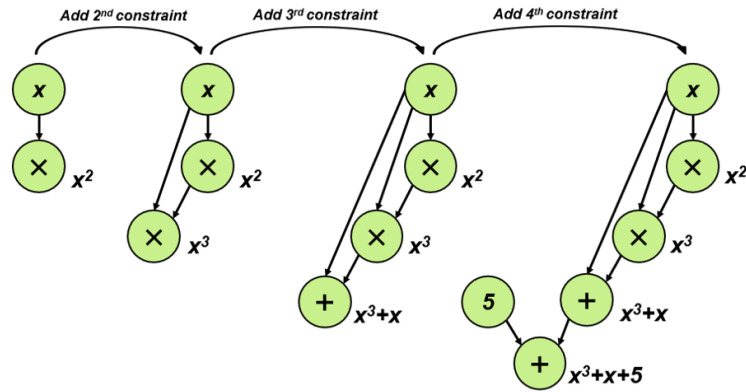 Add 2nd constraint
Add 3rd constraint
Add 4th constraint
x
x
x
x
×
x²
×
x²
×
x²
×
x²
×
x³
×
x³
×
x³
+
x³+x
5
+
x³+x
+
x³+x+5